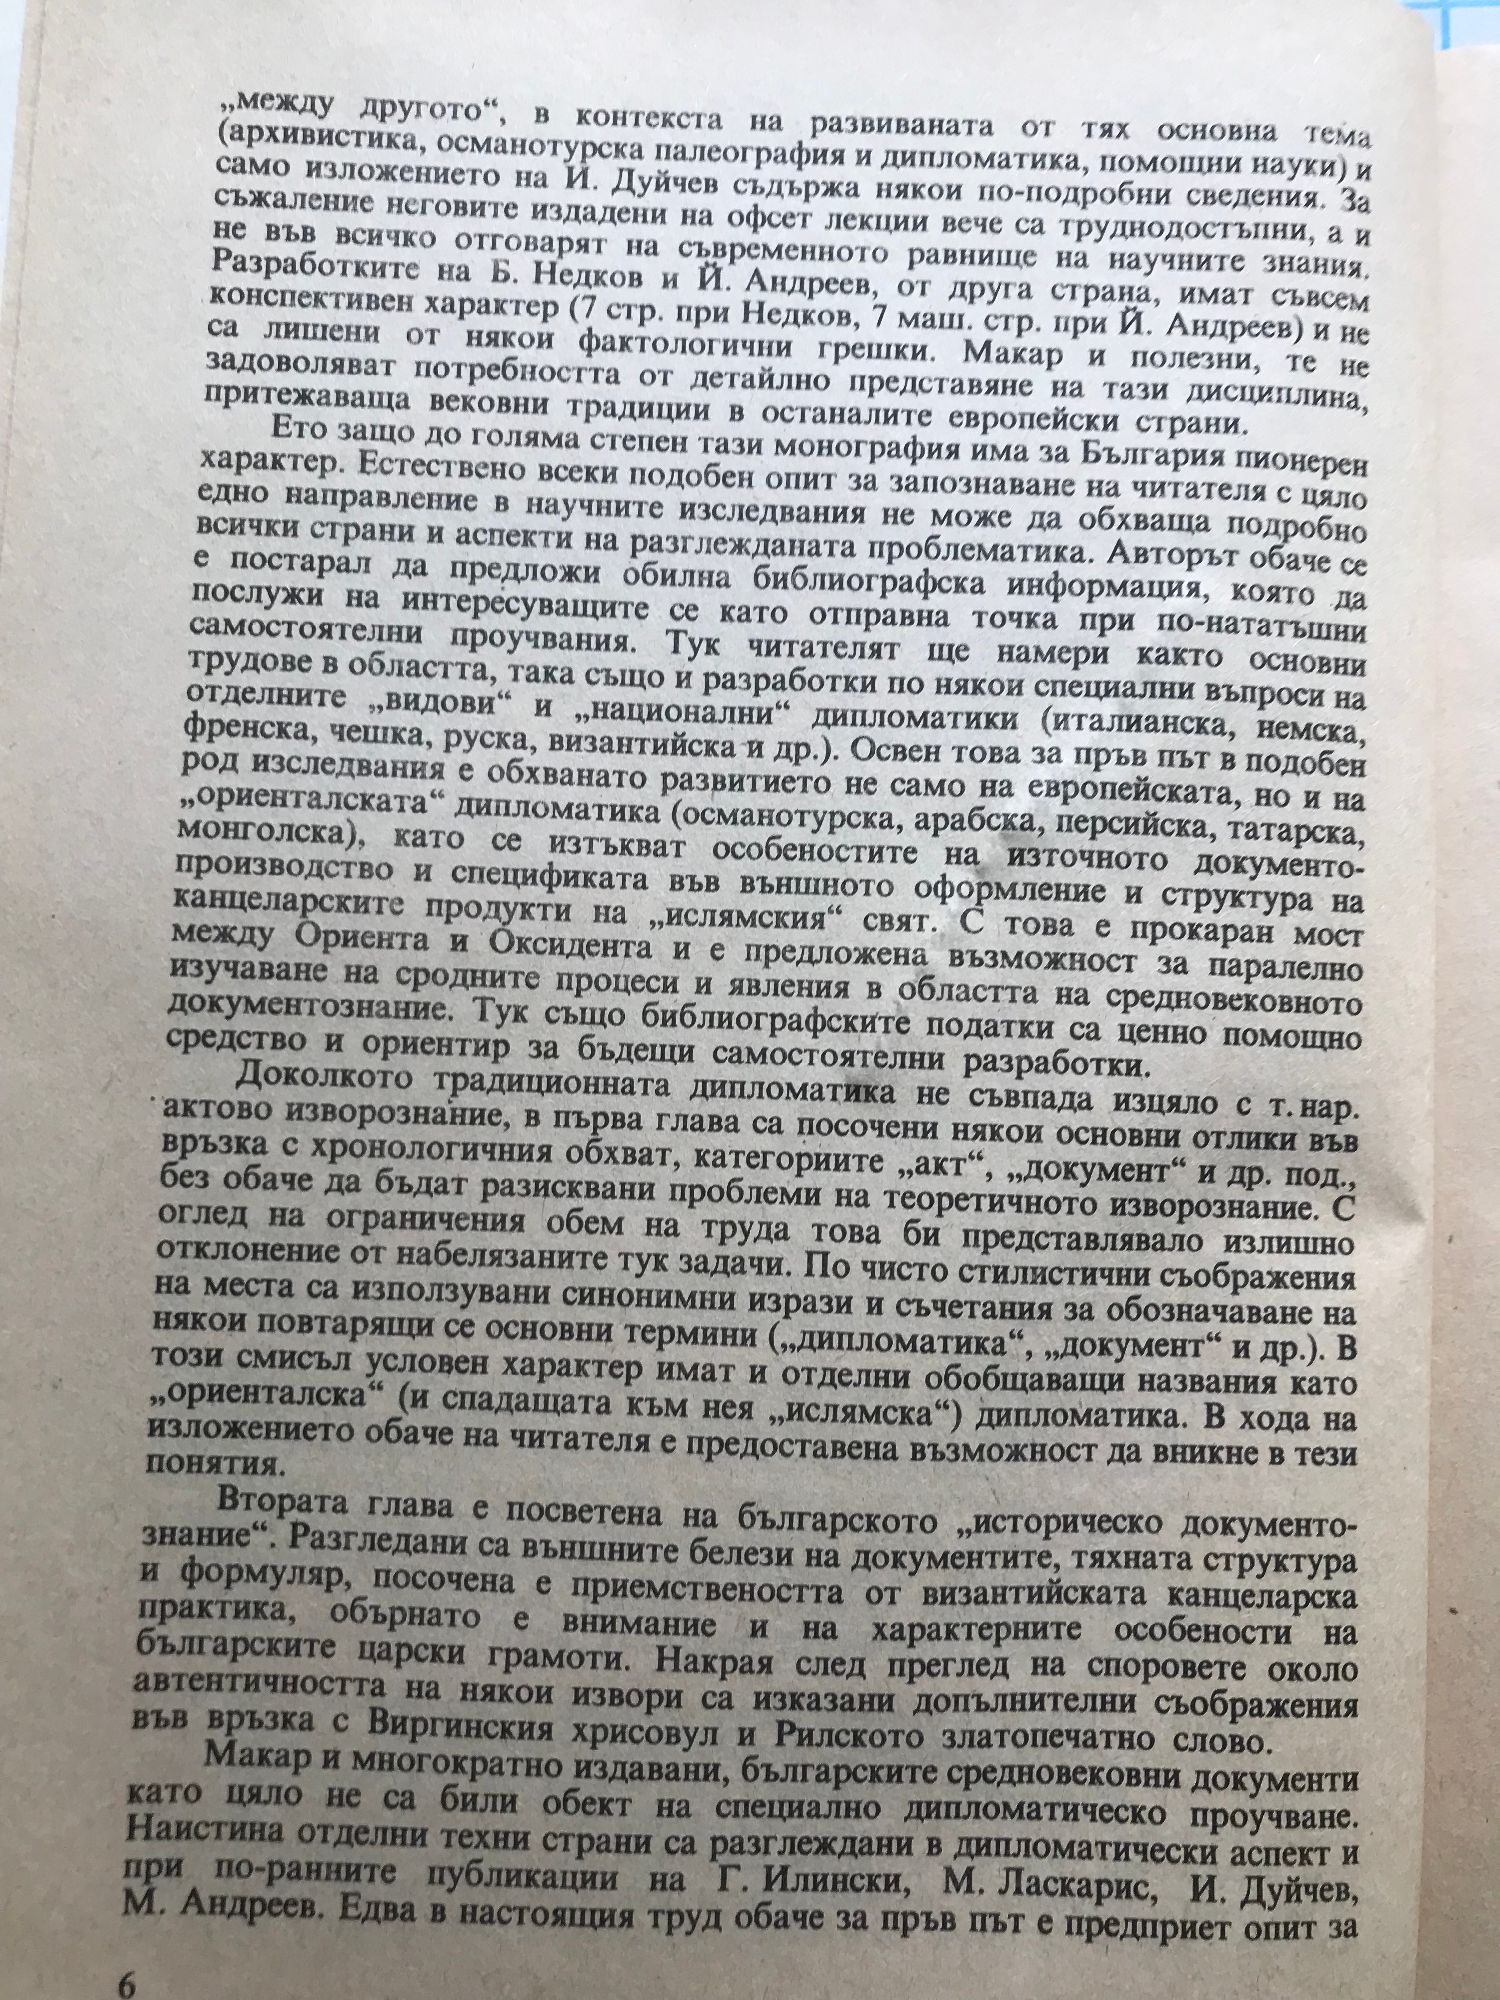 „между другото“, в контекста на развиваната от тях основна тема
(архивистика, османотурска палеография и дипломатика, помощни науки) и
само изложението на И. Дуйчев съдържа някои по-подробни сведения. За
съжаление неговите издадени на офсет лекции вече са труднодостъпни, а и
не във всичко отговарят на съвременното равнище на научните знания.
Разработките на Б. Недков и Й. Андреев, от друга страна, имат съвсем
конспективен характер (7 стр. при Недков, 7 маш. стр. при Й. Андреев) и не
са лишени от някои фактологични грешки. Макар и полезни, те не
задоволяват потребността от детайлно представяне на тази дисциплина,
притежаваща вековни традиции в останалите европейски страни.
Ето защо до голяма степен тази монография има за България пионерен
характер. Естествено всеки подобен опит за запознаване на читателя с цяло
едно направление в научните изследвания не може да обхваща подробно
всички страни и аспекти на разглежданата проблематика. Авторът обаче се
е постарал да предложи обилна библиографска информация, която да
послужи на интересуващите се като отправна точка при по-нататъшни
самостоятелни проучвания. Тук читателят ще намери както основни
трудове в областта, така също и разработки по някои специални въпроси на
отделните „видови“ и „национални“ дипломатики (италианска, немска,
френска, чешка, руска, византийска и др.). Освен това за пръв път в подобен
род изследвания е обхванато развитието не само на европейската, но и на
„ориенталската“ дипломатика (османотурска, арабска, персийска, татарска,
монголска), като се изтъкват особеностите на източното документо-
производство и спецификата във външното оформление и структура на
канцеларските продукти на „ислямския“ свят. С това е прокаран мост
между Ориента и Оксидента и е предложена възможност за паралелно
изучаване на сродните процеси и явления в областта на средновековното
документознание. Тук също библиографските податки са ценно помощно
средство и ориентир за бъдещи самостоятелни разработки.
Доколкото традиционната дипломатика не съвпада изцяло с т. нар.
актово изворознание, в първа глава са посочени някои основни отлики във
връзка с хронологичния обхват, категориите „акт“, „документ“ и др. под.,
без обаче да бъдат разисквани проблеми на теоретичното изворознание. С
оглед на ограничения обем на труда това би представлявало излишно
отклонение от набелязаните тук задачи. По чисто стилистични съображения
на места са използувани синонимни изрази и съчетания за обозначаване на
някои повтарящи се основни термини („дипломатика“, „документ“ и др.). В
този смисъл условен характер имат и отделни обобщаващи названия като
„ориенталска“ (и спадащата към нея „ислямска“) дипломатика. В хода на
изложението обаче на читателя е предоставена възможност да вникне в тези
понятия.
Втората глава е посветена на българското „историческо документо-
знание“. Разгледани са външните белези на документите, тяхната структура
и формуляр, посочена е приемствеността от византийската канцеларска
практика, обърнато е внимание и на характерните особености на
българските царски грамоти. Накрая след преглед на споровете около
автентичността на някои извори са изказани допълнителни съображения
във връзка с Виргинския хрисовул и Рилското златопечатно слово.
Макар и многократно издавани, българските средновековни документи
като цяло не са били обект на специално дипломатическо проучване.
Наистина отделни техни страни са разглеждани в дипломатически аспект и
при по-ранните публикации на Г. Илински, М. Ласкарис, И. Дуйчев,
М. Андреев. Едва в настоящия труд обаче за пръв път е предприет опит за
6